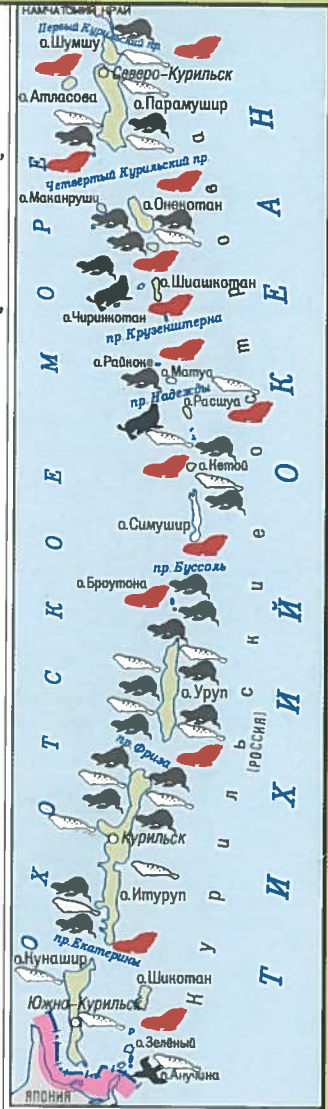 КАМЧАТСКИЙ КРАЙ
Первый Курильский пр.
о.Шумшу
Северо-Курильск
о.Атласова
о.Парамушир
Четвёртый Курильский пр.
о.Маканруши
о.Онекотан
о.Шиашкотан
о.Чиринкотан
пр.Крузенштерна
о.Райкоке
о.Матуа
пр.Надежды
о.Расшуа
о.Кетой
о.Симушир
пр.Буссоль
о.Броутона
о.Уруп
пр.Фриза
Курильск
о.Итуруп
пр.Екатерины
о.Кунашир
о.Шикотан
Южно-Курильск
о.Зелёный
о.Анучина
ЯПОНИЯ
ОХОТСКОЕ МОРЕ
Курильские острова
(РОССИЯ)
ТИХИЙ ОКЕАН